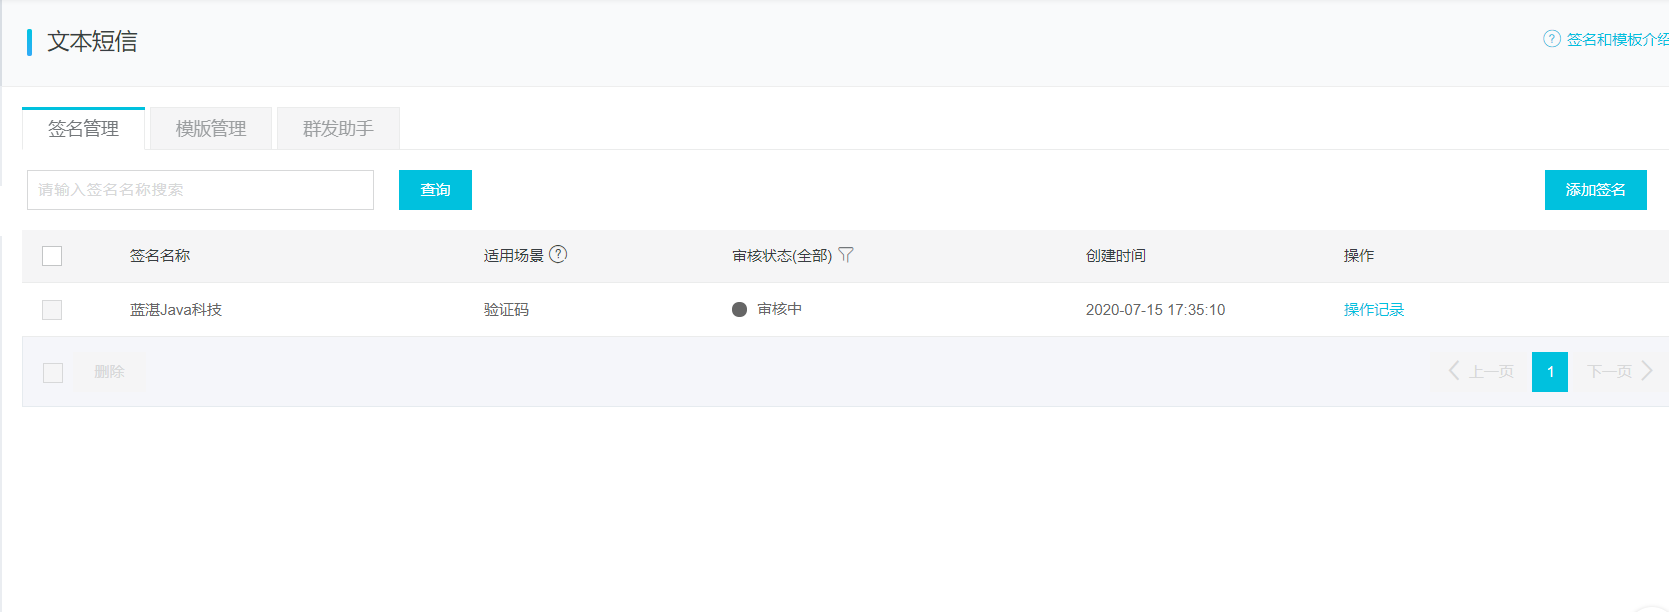 文本短信
? 签名和模板介绍
签名管理 模版管理 群发助手
请输入签名名称搜索 查询 添加签名
签名名称 适用场景 ? 审核状态(全部) 创建时间 操作
蓝湛Java科技 验证码 审核中 2020-07-15 17:35:10 操作记录
删除 上一页 1 下一页